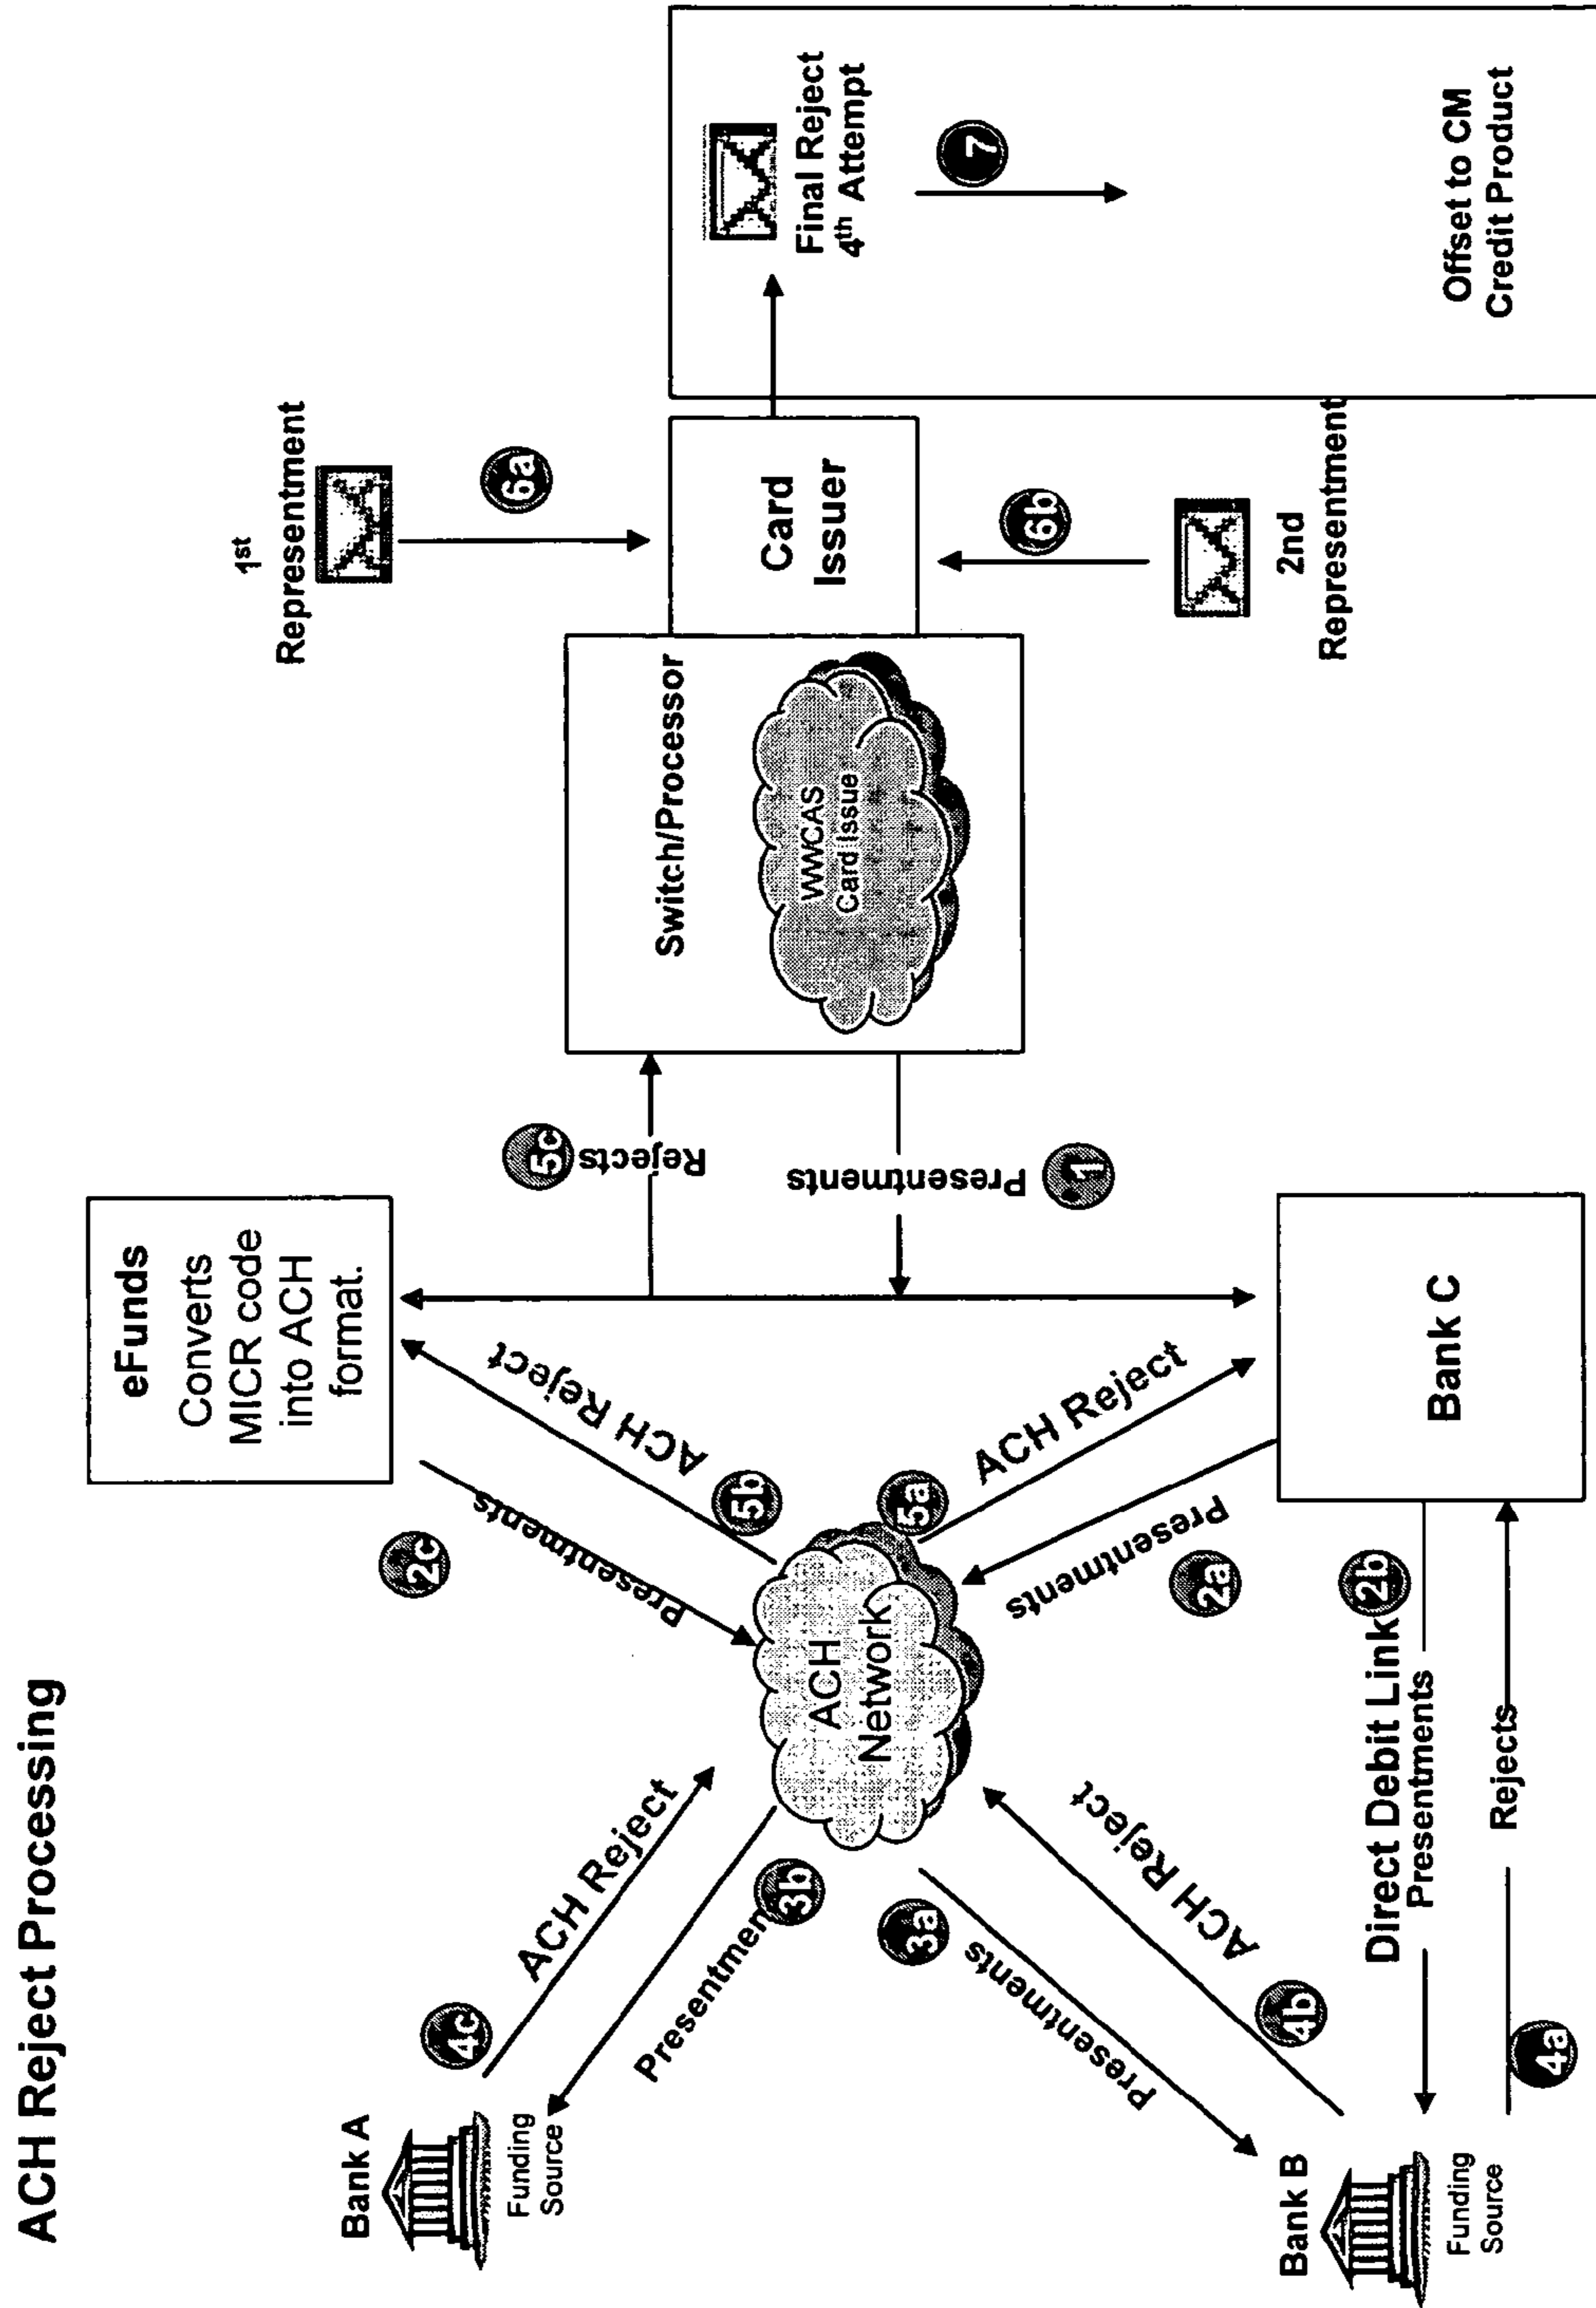 ACH Reject Processing
Bank A
Funding
Source
4c
ACH Reject
Presentmen
3b
2c
Presentments
eFunds
Converts
MICR code
into ACH
format.
ACH Reject
5b
ACH
Network
5a
ACH Reject
Presentments
2a
3a
Presentments
ACH Reject
4b
Bank B
Funding
Source
Direct Debit Link
2b
Presentments
Rejects
4a
Bank C
5c
Rejects
Presentments
1
Switch/Processor
WWCAS
Card Issue
1st
Representment
6a
Card
Issuer
6b
2nd
Representment
Final Reject
4th Attempt
7
Offset to CM
Credit Product